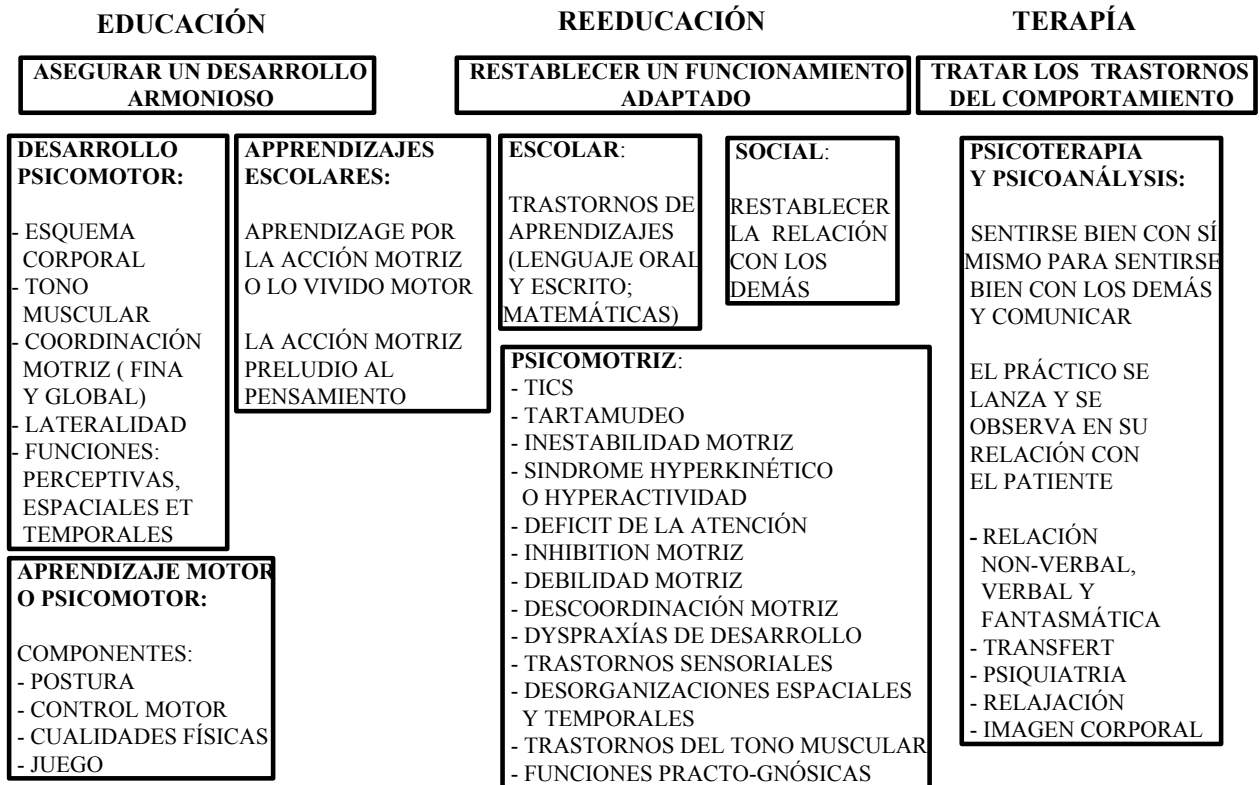 EDUCACIÓN
REEDUCACIÓN
TERAPÍA
ASEGURAR UN DESARROLLO
ARMONIOSO
RESTABLECER UN FUNCIONAMIENTO
ADAPTADO
TRATAR LOS TRASTORNOS
DEL COMPORTAMIENTO
DESARROLLO
PSICOMOTOR:
- ESQUEMA
CORPORAL
- TONO
MUSCULAR
- COORDINACIÓN
MOTRIZ ( FINA
Y GLOBAL)
- LATERALIDAD
- FUNCIONES:
PERCEPTIVAS,
ESPACIALES ET
TEMPORALES
APRENDIZAJE MOTOR
O PSICOMOTOR:
COMPONENTES:
- POSTURA
- CONTROL MOTOR
- CUALIDADES FÍSICAS
- JUEGO
APPRENDIZAJES
ESCOLARES:
APRENDIZAGE POR
LA ACCIÓN MOTRIZ
O LO VIVIDO MOTOR
LA ACCIÓN MOTRIZ
PRELUDIO AL
PENSAMIENTO
ESCOLAR:
TRASTORNOS DE
APRENDIZAJES
(LENGUAJE ORAL
Y ESCRITO;
MATEMÁTICAS)
SOCIAL:
RESTABLECER
LA RELACIÓN
CON LOS
DEMÁS
PSICOMOTRIZ:
- TICS
- TARTAMUDEO
- INESTABILIDAD MOTRIZ
- SINDROME HYPERKINÉTICO
O HYPERACTIVIDAD
- DEFICIT DE LA ATENCIÓN
- INHIBITION MOTRIZ
- DEBILIDAD MOTRIZ
- DESCOORDINACIÓN MOTRIZ
- DYSPRAXÍAS DE DESARROLLO
- TRASTORNOS SENSORIALES
- DESORGANIZACIONES ESPACIALES
Y TEMPORALES
- TRASTORNOS DEL TONO MUSCULAR
- FUNCIONES PRACTO-GNÓSICAS
PSICOTERAPIA
Y PSICOANÁLYSIS:
SENTIRSE BIEN CON SÍ
MISMO PARA SENTIRSE
BIEN CON LOS DEMÁS
Y COMUNICAR
EL PRÁCTICO SE
LANZA Y SE
OBSERVA EN SU
RELACIÓN CON
EL PATIENTE
- RELACIÓN
NON-VERBAL,
VERBAL Y
FANTASMÁTICA
- TRANSFERT
- PSIQUIATRIA
- RELAJACIÓN
- IMAGEN CORPORAL